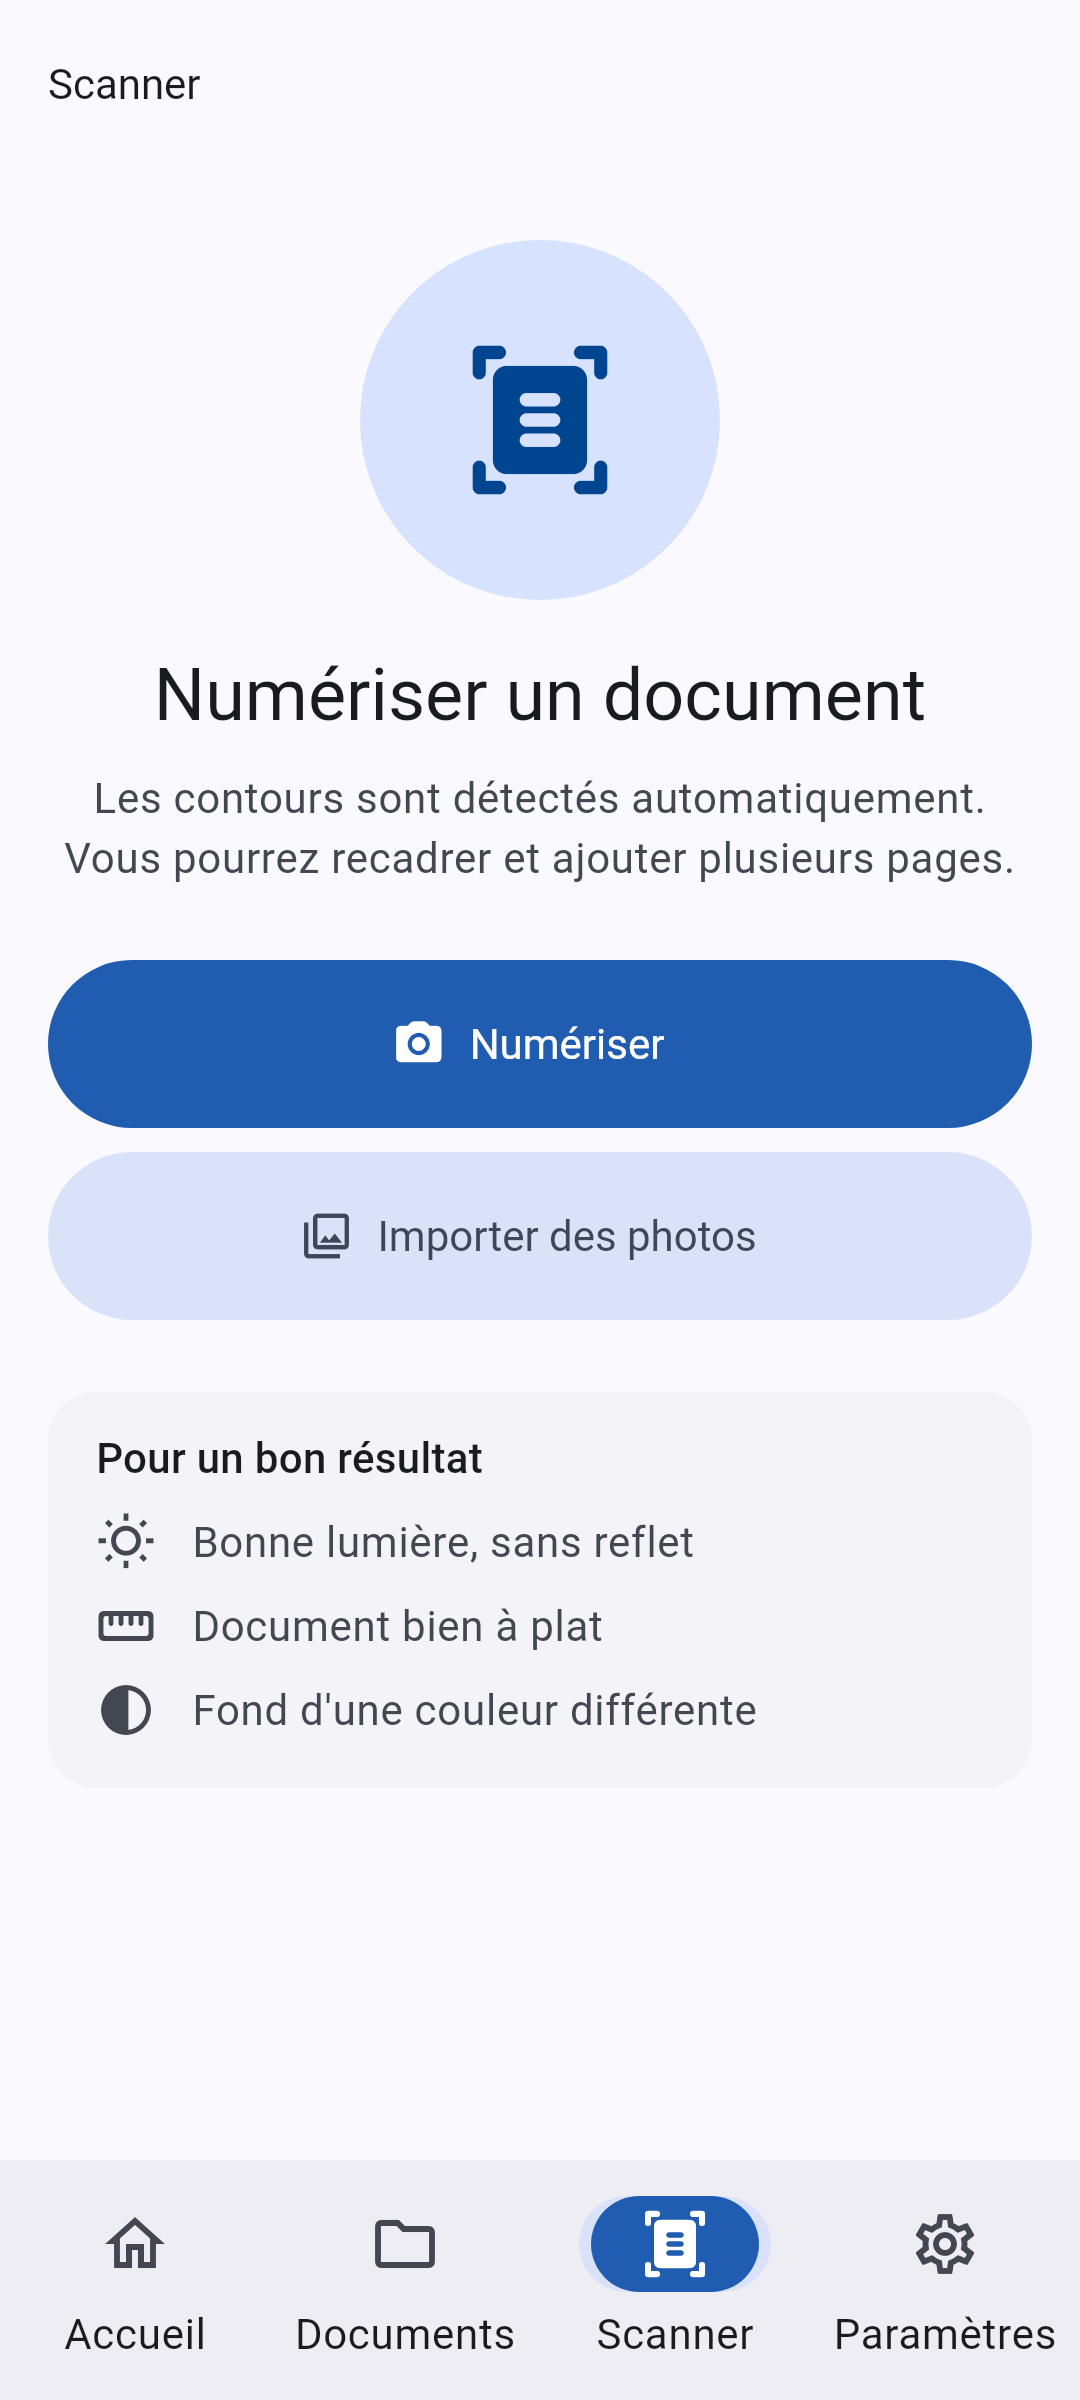 Scanner
Numériser un document
Les contours sont détectés automatiquement.
Vous pourrez recadrer et ajouter plusieurs pages.
Numériser
Importer des photos
Pour un bon résultat
Bonne lumière, sans reflet
Document bien à plat
Fond d'une couleur différente
Accueil
Documents
Scanner
Paramètres